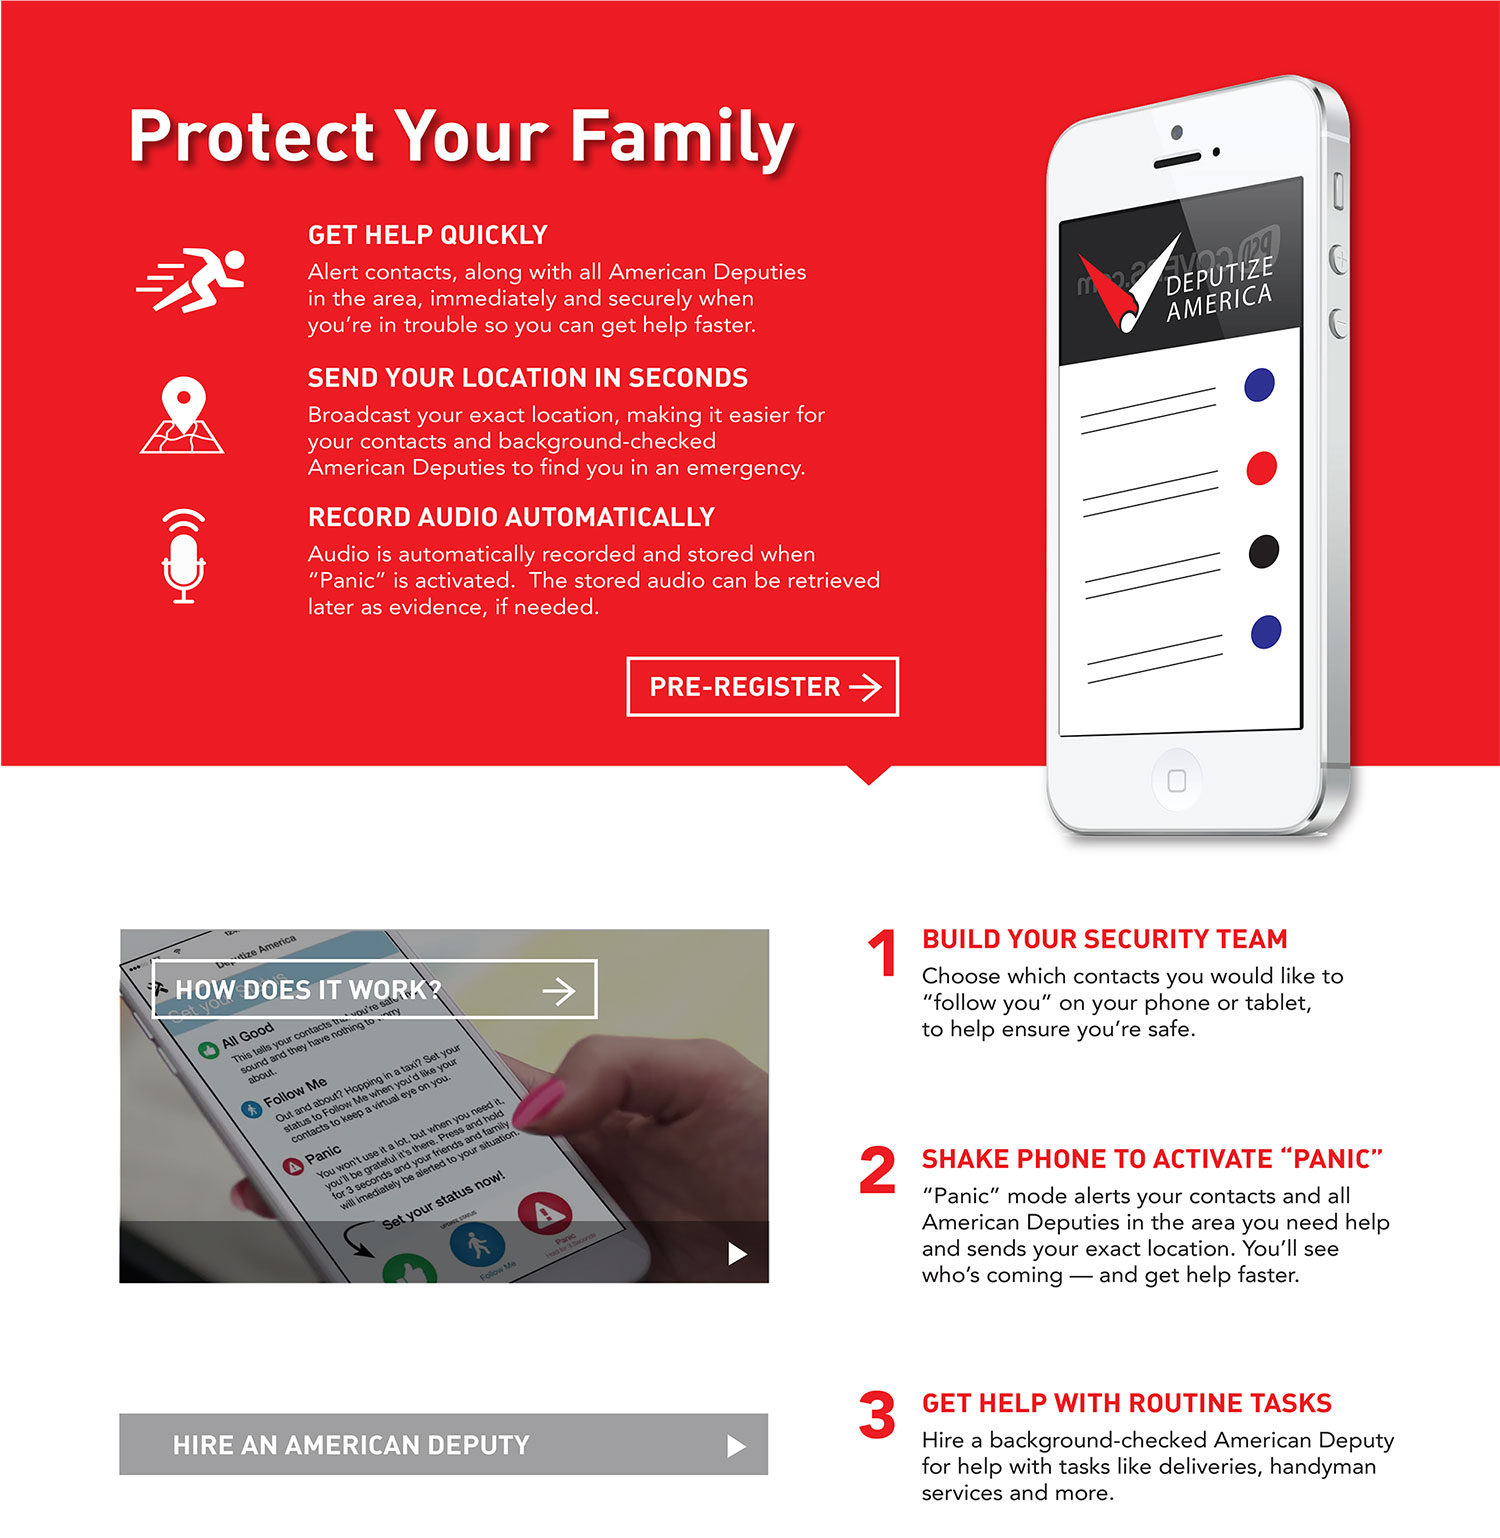 Protect Your Family
GET HELP QUICKLY
Alert contacts, along with all American Deputies
in the area, immediately and securely when
you're in trouble so you can get help faster.
SEND YOUR LOCATION IN SECONDS
Broadcast your exact location, making it easier for
your contacts and background-checked
American Deputies to find you in an emergency.
RECORD AUDIO AUTOMATICALLY
Audio is automatically recorded and stored when
“Panic” is activated.  The stored audio can be retrieved
later as evidence, if needed.
PRE-REGISTER
DEPUTIZE
AMERICA
HOW DOES IT WORK?
Deputize America
Set your status
All Good
This tells your contacts that you're safe
sound and they have nothing to worry
about.
Follow Me
Out and about? Hopping in a taxi? Set your
status to Follow Me when you'd like your
contacts to keep a virtual eye on you.
Panic
You won't use it a lot, but when you need it,
you'll be grateful it's there. Press and hold
for 3 seconds and your friends and family
will imediately be alerted to your situation.
Set your status now!
UPDATE STATUS
Follow Me
Panic
Hold for 3 Seconds
HIRE AN AMERICAN DEPUTY
1 BUILD YOUR SECURITY TEAM
Choose which contacts you would like to
“follow you” on your phone or tablet,
to help ensure you're safe.
2 SHAKE PHONE TO ACTIVATE “PANIC”
“Panic” mode alerts your contacts and all
American Deputies in the area you need help
and sends your exact location. You'll see
who's coming — and get help faster.
3 GET HELP WITH ROUTINE TASKS
Hire a background-checked American Deputy
for help with tasks like deliveries, handyman
services and more.